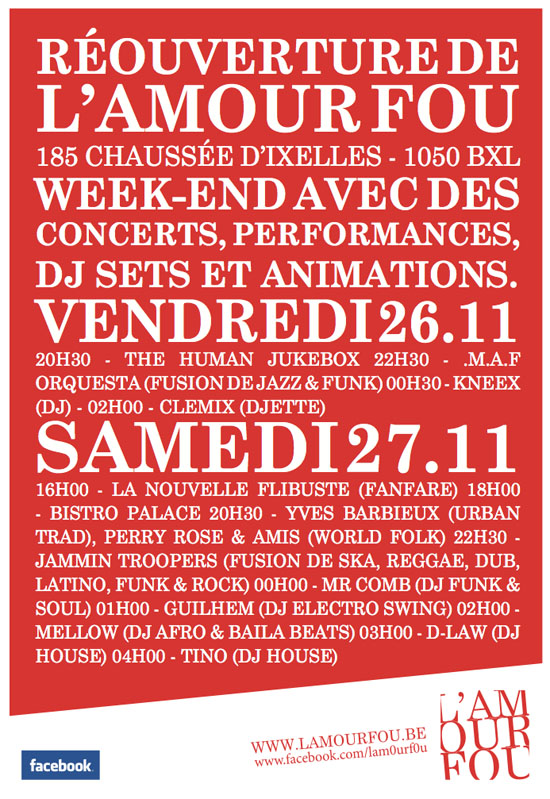 RÉOUVERTURE DE
L'AMOUR FOU
185 CHAUSSÉE D'IXELLES - 1050 BXL
WEEK-END AVEC DES
CONCERTS, PERFORMANCES,
DJ SETS ET ANIMATIONS.
VENDREDI 26.11
20H30 - THE HUMAN JUKEBOX 22H30 - .M.A.F
ORQUESTA (FUSION DE JAZZ & FUNK) 00H30 - KNEEX
(DJ) - 02H00 - CLEMIX (DJETTE)
SAMEDI 27.11
16H00 - LA NOUVELLE FLIBUSTE (FANFARE) 18H00
- BISTRO PALACE 20H30 - YVES BARBIEUX (URBAN
TRAD), PERRY ROSE & AMIS (WORLD FOLK) 22H30 -
JAMMIN TROOPERS (FUSION DE SKA, REGGAE, DUB,
LATINO, FUNK & ROCK) 00H00 - MR COMB (DJ FUNK &
SOUL) 01H00 - GUILHEM (DJ ELECTRO SWING) 02H00 -
MELLOW (DJ AFRO & BAILA BEATS) 03H00 - D-LAW (DJ
HOUSE) 04H00 - TINO (DJ HOUSE)
facebook
WWW.LAMOURFOU.BE
www.facebook.com/lam0urf0u
L'AM
OUR
FOU